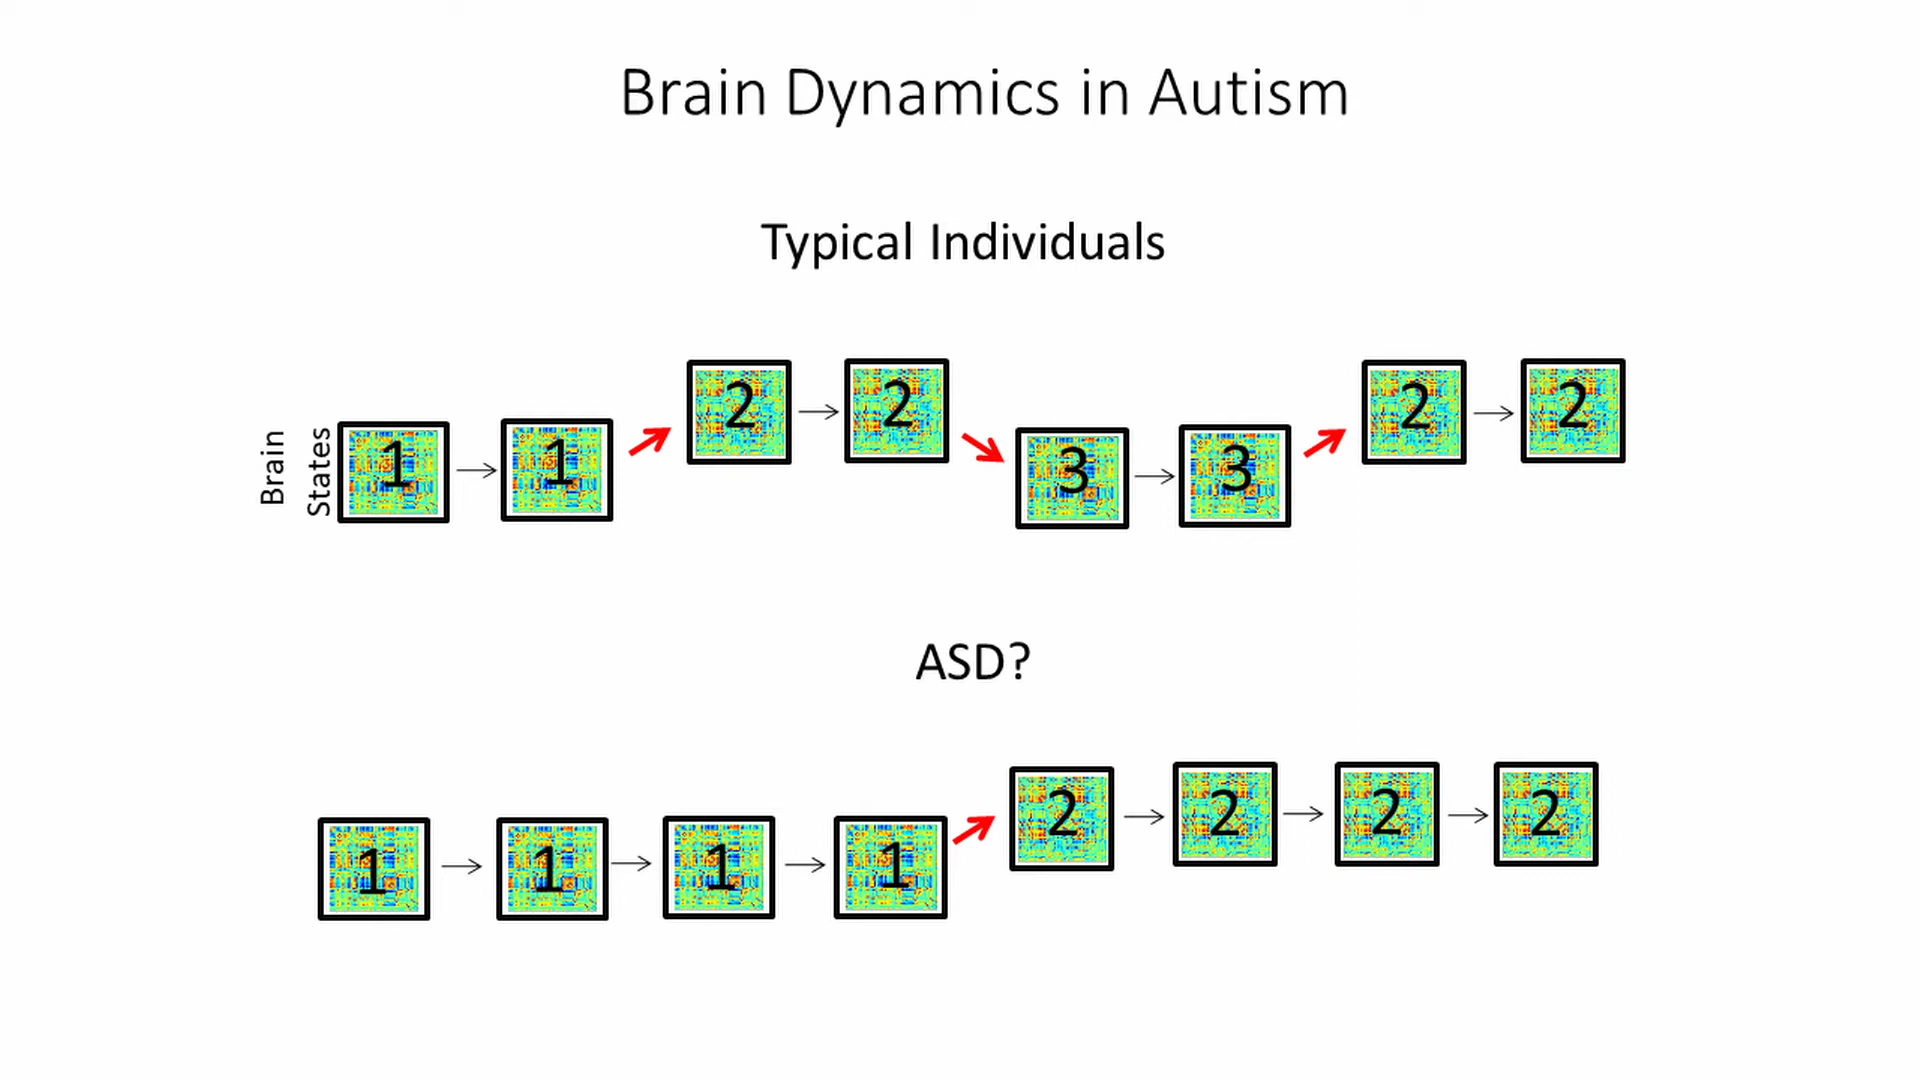 Brain Dynamics in Autism
Typical Individuals
Brain
States
1 1 2 2 3 3 2 2
ASD?
1 1 1 1 2 2 2 2